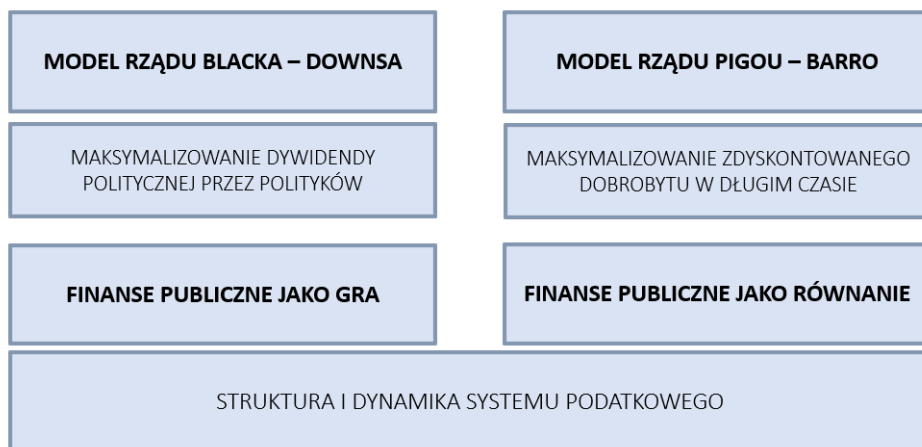 MODEL RZĄDU BLACKA – DOWNSA
MODEL RZĄDU PIGOU – BARRO
MAKSYMALIZOWANIE DYWIDENDY
POLITYCZNEJ PRZEZ POLITYKÓW
MAKSYMALIZOWANIE ZDYSKONTOWANEGO
DOBROBYTU W DŁUGIM CZASIE
FINANSE PUBLICZNE JAKO GRA
FINANSE PUBLICZNE JAKO RÓWNANIE
STRUKTURA I DYNAMIKA SYSTEMU PODATKOWEGO